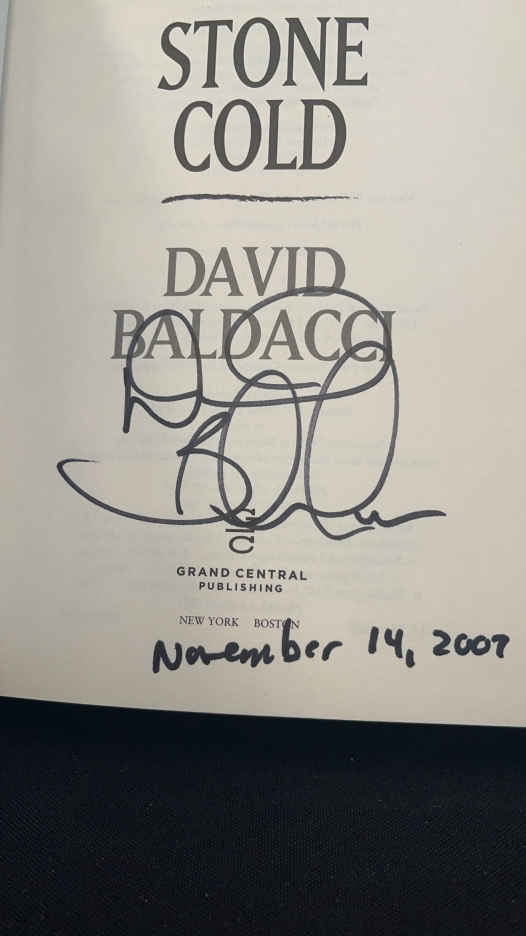 STONE
COLD
DAVID
BALDACCI
GRAND CENTRAL
PUBLISHING
NEW YORK BOSTON
November 14, 2007